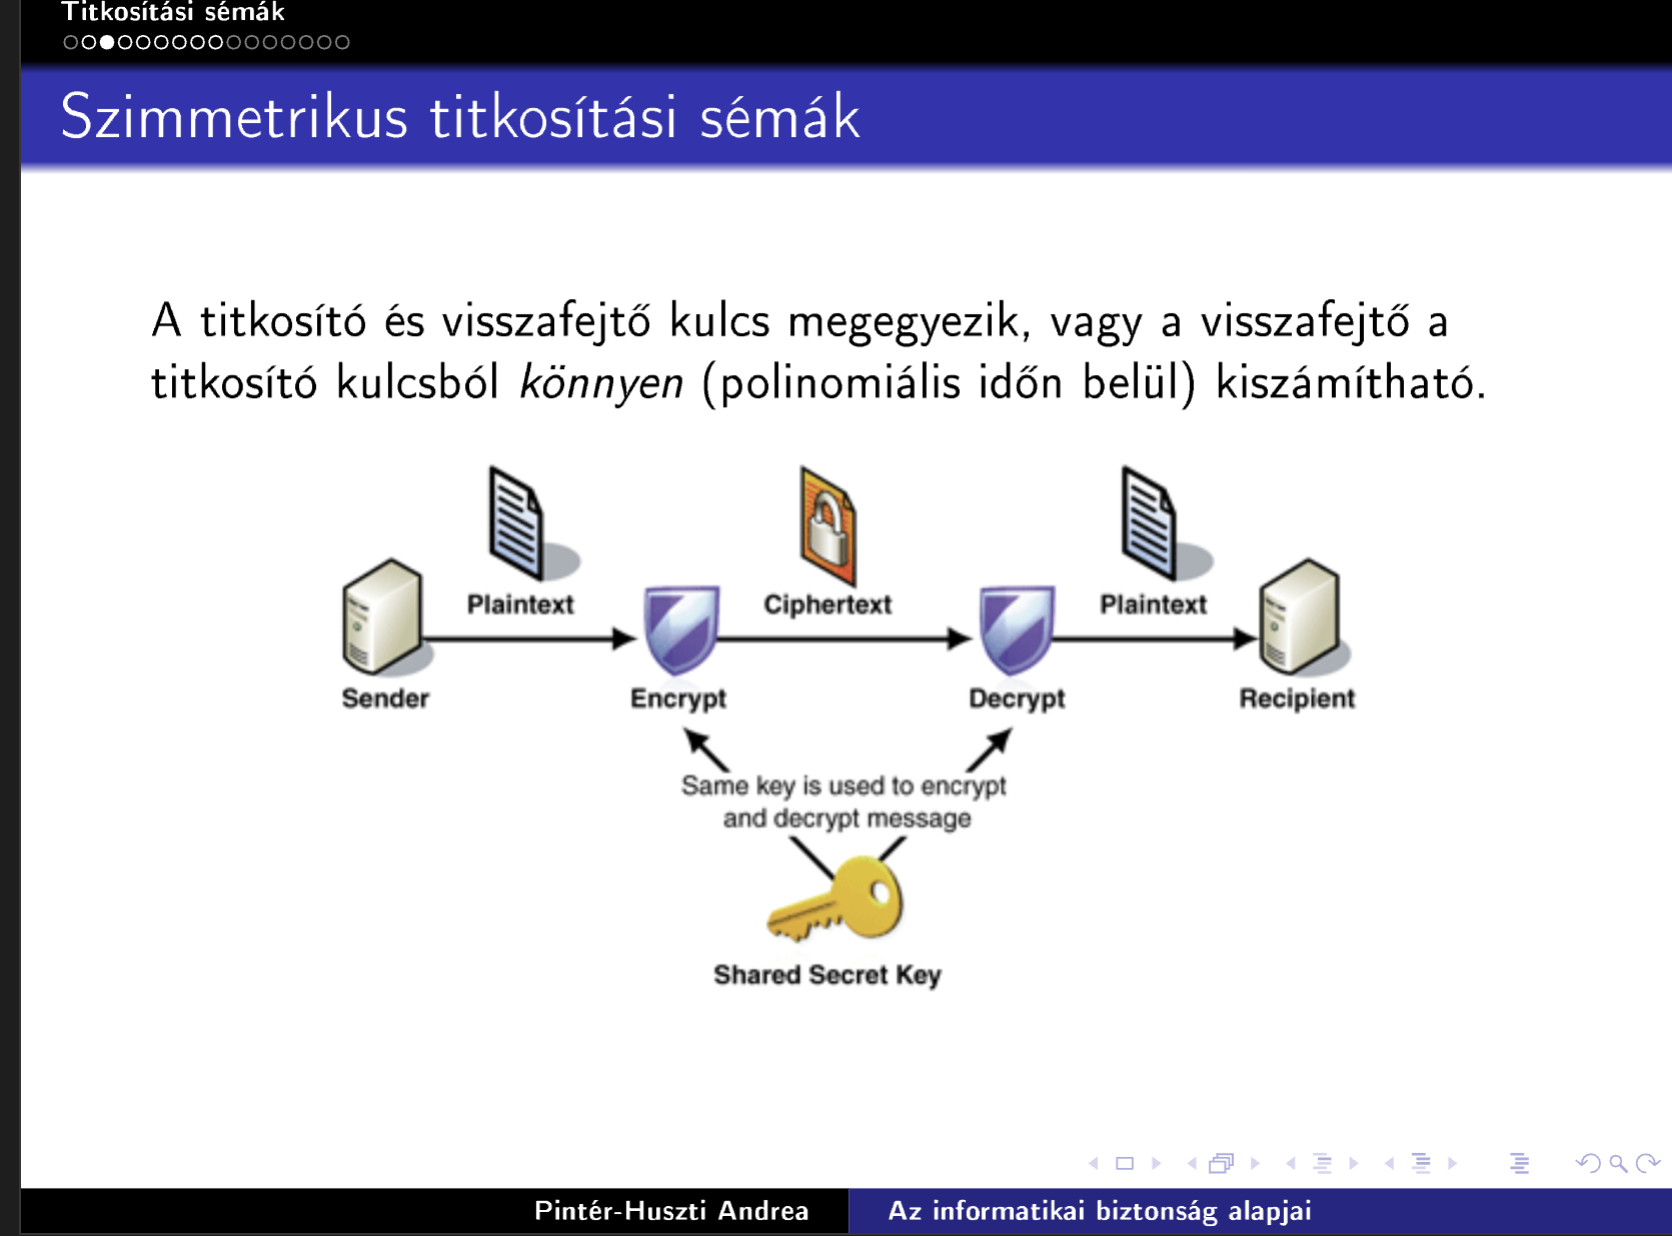 Titkosítási sémák
Szimmetrikus titkosítási sémák
A titkosító és visszafejtő kulcs megegyezik, vagy a visszafejtő a
titkosító kulcsból könnyen (polinomiális időn belül) kiszámítható.
Plaintext
Ciphertext
Plaintext
Sender
Encrypt
Decrypt
Recipient
Same key is used to encrypt
and decrypt message
Shared Secret Key
Pintér-Huszti Andrea
Az informatikai biztonság alapjai